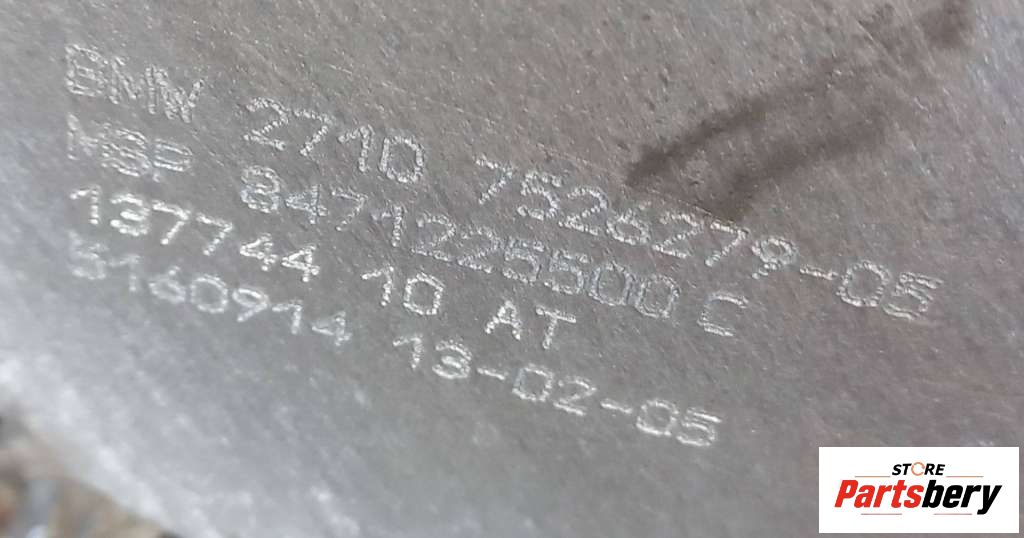 BMW 2710 7526279-05
MSP 8471225500 C
137744 10 AT
5160914 13-02-05
STORE
Partsbery